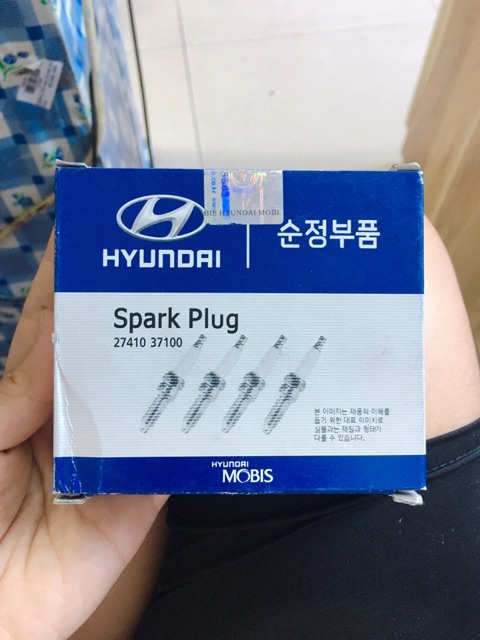 BIS HYUNDAI MOBI
HYUNDAI
순정부품
Spark Plug
27410 37100
본 이미지는 제품의 이해를
돕기 위한 대표 이미지로
실물과는 재질과 형태가
다를 수 있습니다.
HYUNDAI
MOBIS